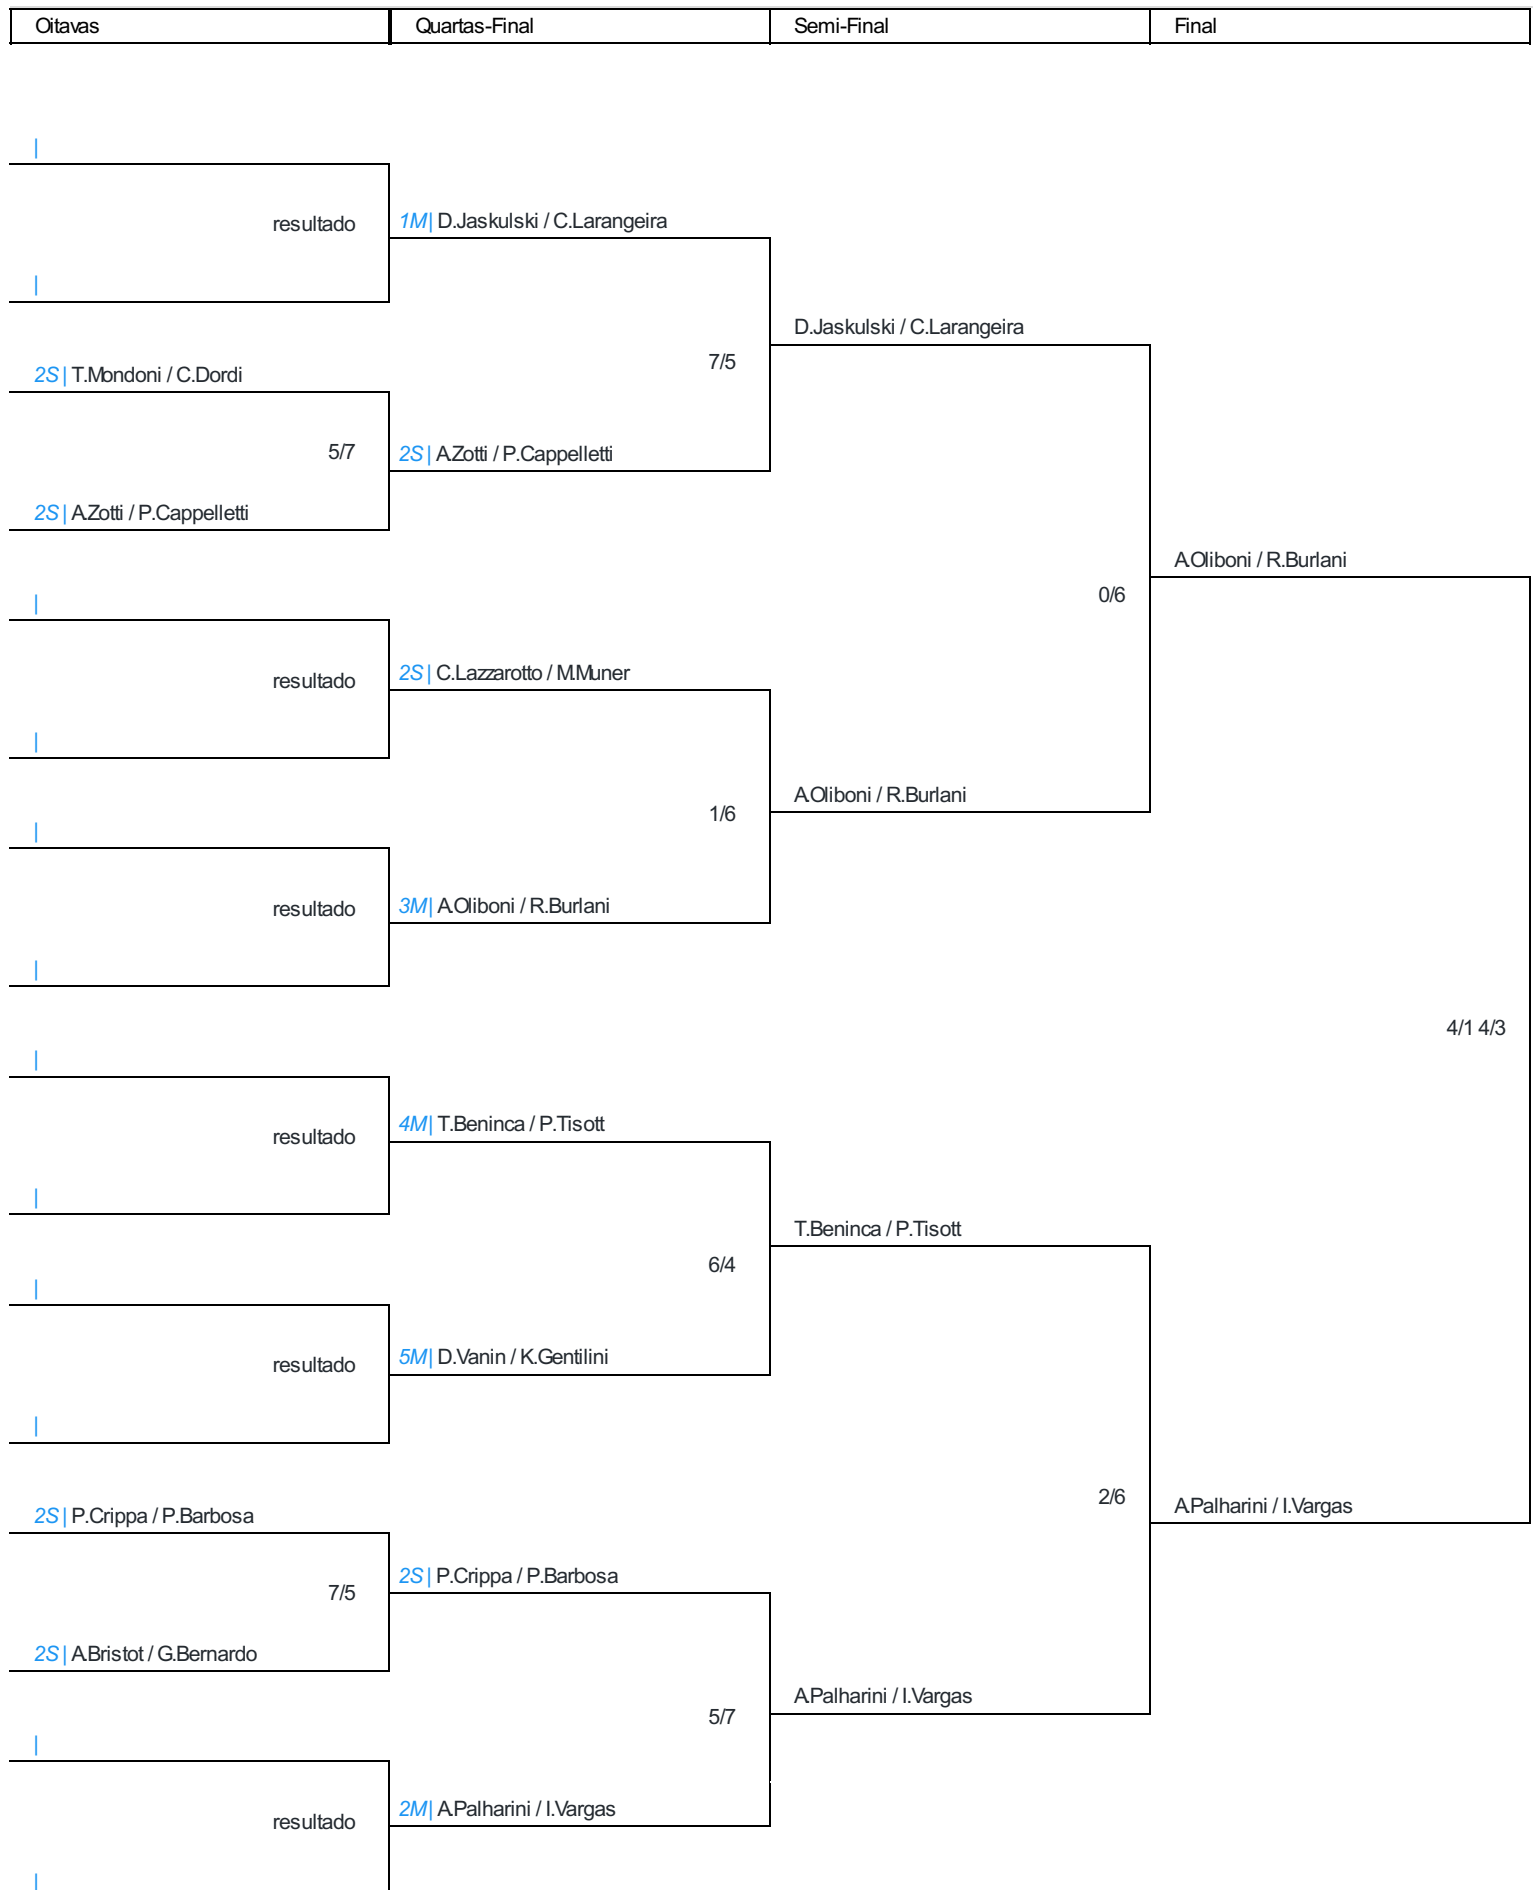 Oitavas Quartas-Final Semi-Final Final
|
resultado 1M| D.Jaskulski / C.Larangeira
|
D.Jaskulski / C.Larangeira
7/5
2S| T.Mondoni / C.Dordi
5/7 2S| A.Zotti / P.Cappelletti
2S| A.Zotti / P.Cappelletti
A.Oliboni / R.Burlani
0/6
|
resultado 2S| C.Lazzarotto / M.Muner
|
A.Oliboni / R.Burlani
1/6
|
resultado 3M| A.Oliboni / R.Burlani
|
4/1 4/3
|
resultado 4M| T.Beninca / P.Tisott
|
T.Beninca / P.Tisott
6/4
|
resultado 5M| D.Vanin / K.Gentilini
|
2/6
A.Palharini / I.Vargas
2S| P.Crippa / P.Barbosa
7/5 2S| P.Crippa / P.Barbosa
2S| A.Bristot / G.Bernardo
A.Palharini / I.Vargas
5/7
|
resultado 2M| A.Palharini / I.Vargas
|